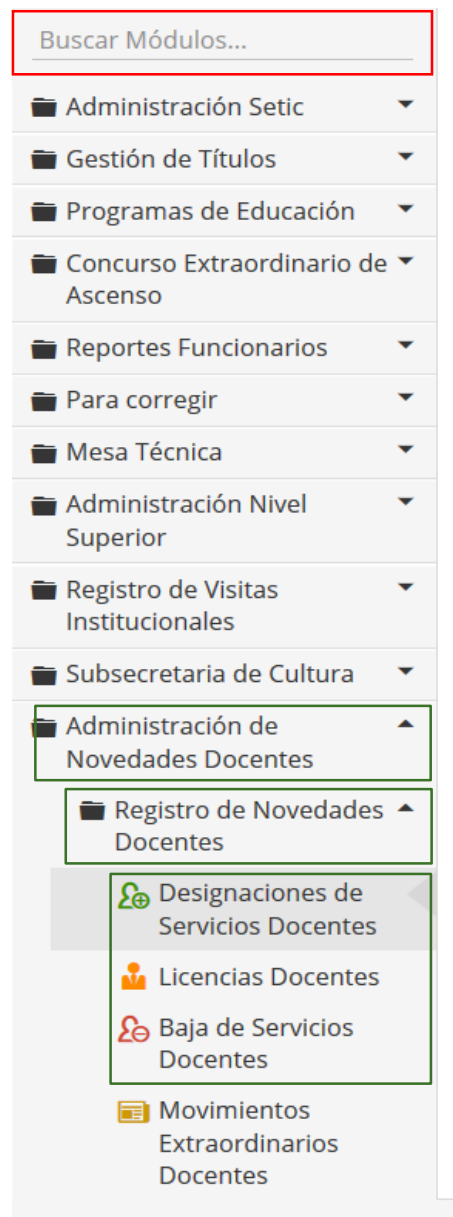 Buscar Módulos...
Administración Setic
Gestión de Títulos
Programas de Educación
Concurso Extraordinario de
Ascenso
Reportes Funcionarios
Para corregir
Mesa Técnica
Administración Nivel
Superior
Registro de Visitas
Institucionales
Subsecretaria de Cultura
Administración de
Novedades Docentes
Registro de Novedades
Docentes
Designaciones de
Servicios Docentes
Licencias Docentes
Baja de Servicios
Docentes
Movimientos
Extraordinarios
Docentes